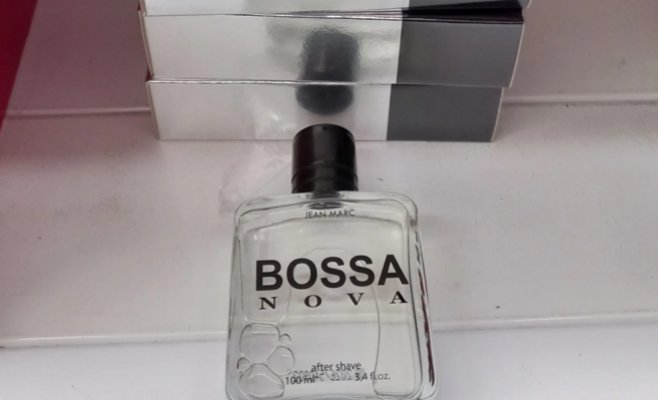 JEAN MARC
BOSSA
NOVA
after shave
100 ml 3,4 fl.oz.